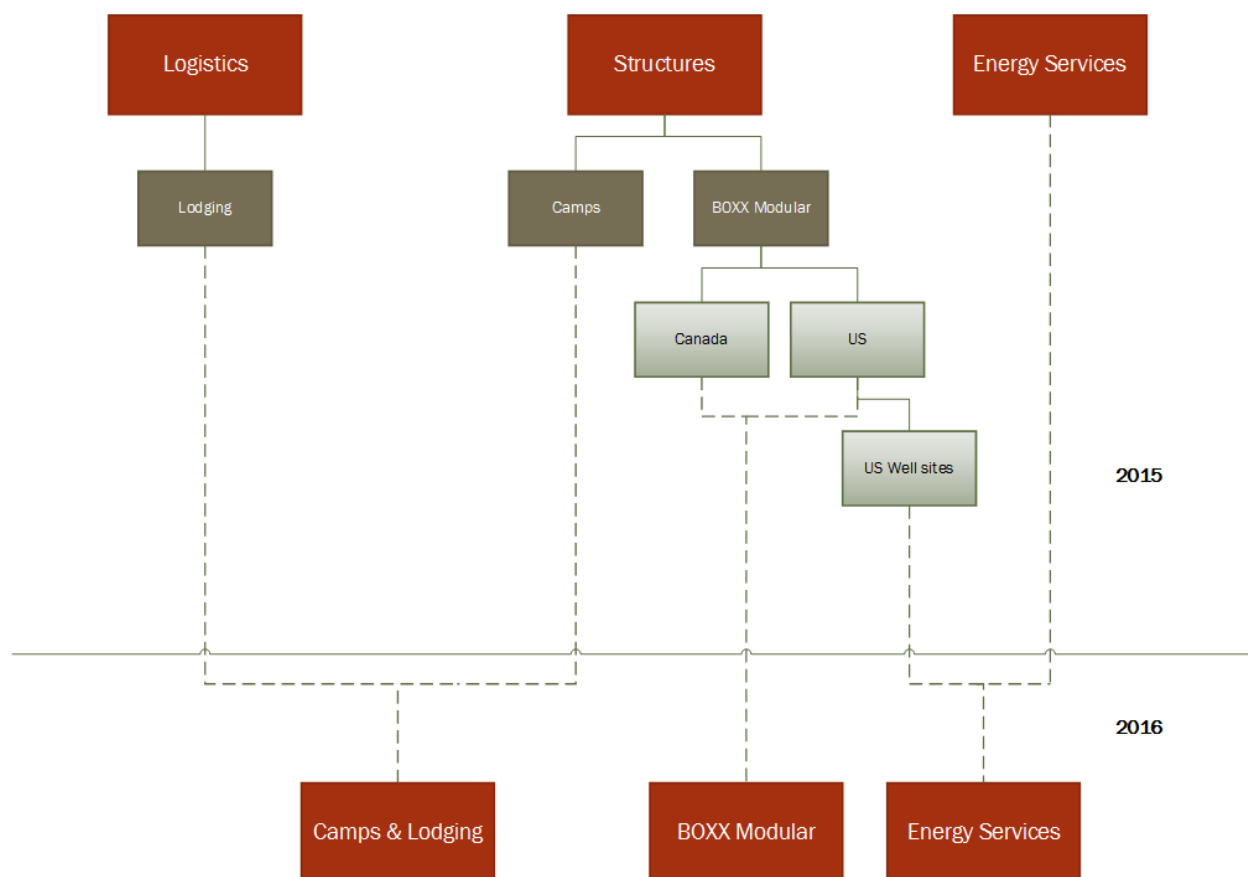 Logistics
Structures
Energy Services
Lodging
Camps
BOXX Modular
Canada
US
US Well sites
2015
2016
Camps & Lodging
BOXX Modular
Energy Services